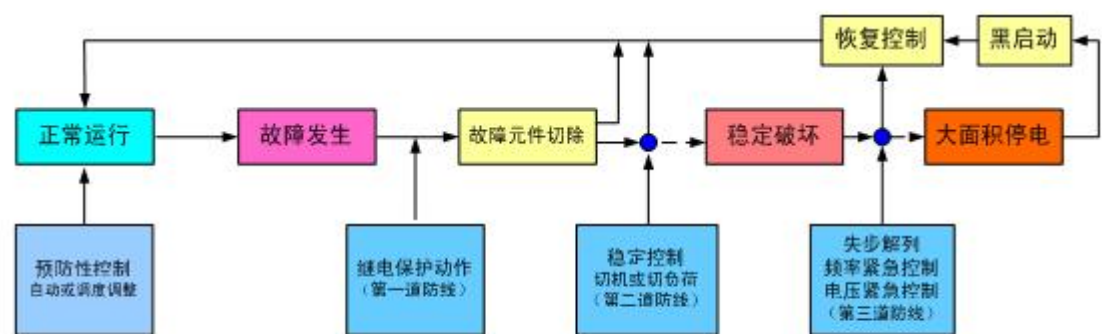 恢复控制
黑启动
正常运行
故障发生
故障元件切除
稳定破坏
大面积停电
预防性控制
自动或调度调整
继电保护动作
（第一道防线）
稳定控制
切机或切负荷
（第二道防线）
失步解列
频率紧急控制
电压紧急控制
（第三道防线）